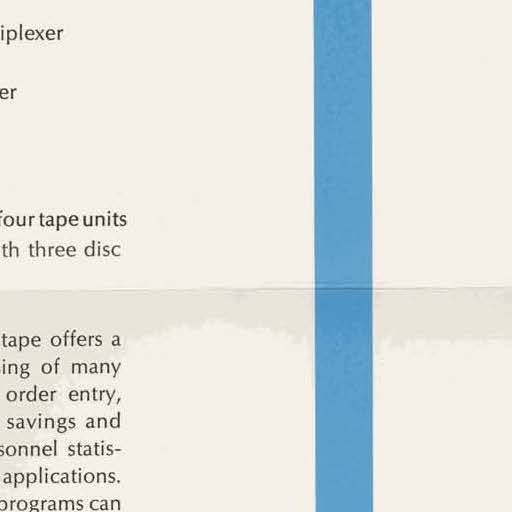 iplexer
er
four tape units
th three disc
tape offers a
ing of many
order entry,
savings and
sonnel statis-
applications.
programs can